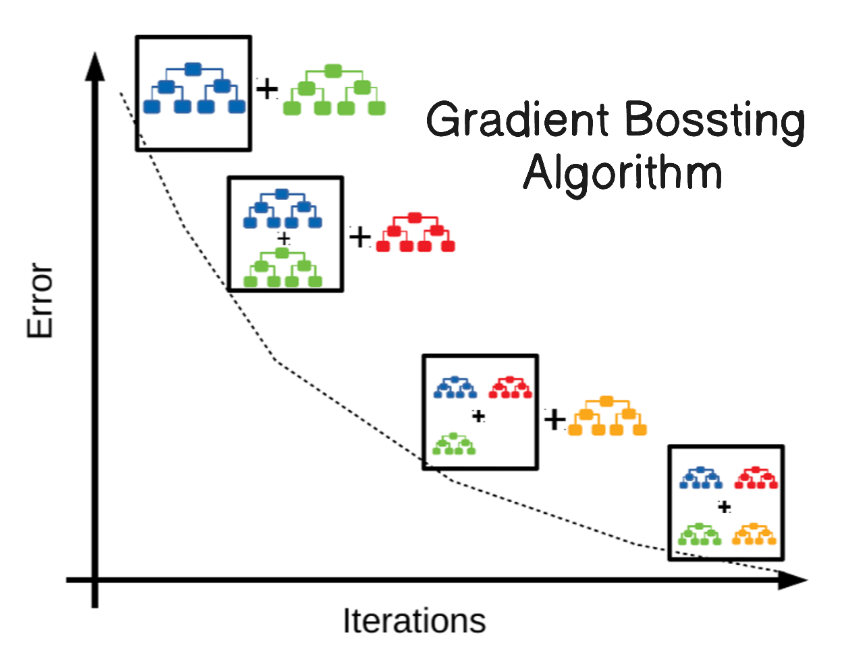 Gradient Bossting
Algorithm
+
+
+
+
+
+
Error
Iterations